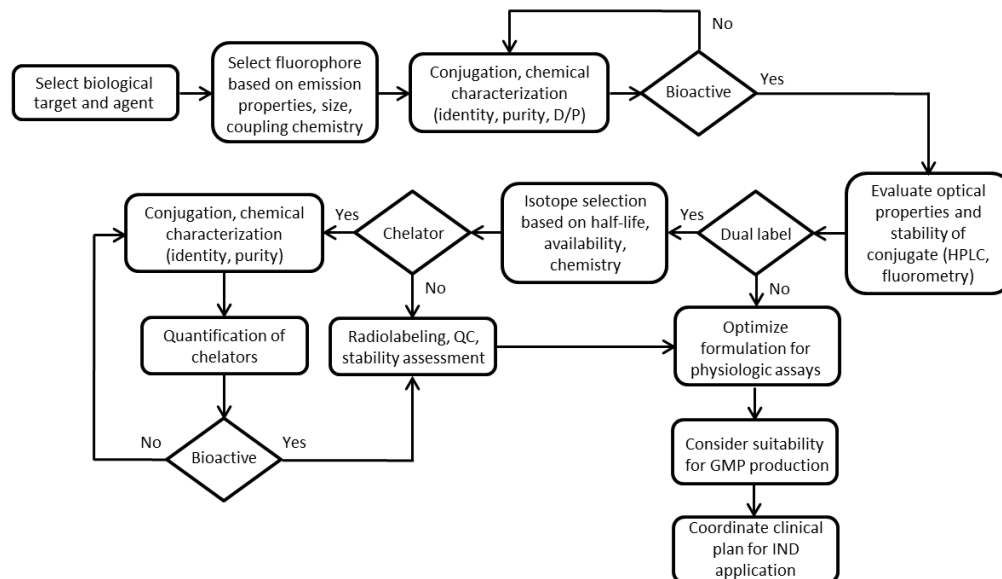 Select biological
target and agent
Select fluorophore
based on emission
properties, size,
coupling chemistry
Conjugation, chemical
characterization
(identity, purity, D/P)
No
Bioactive
Yes
Evaluate optical
properties and
stability of
conjugate (HPLC,
fluorometry)
Dual label
Yes
No
Isotope selection
based on half-life,
availability,
chemistry
Chelator
Yes
No
Conjugation, chemical
characterization
(identity, purity)
Quantification of
chelators
Bioactive
No
Yes
Radiolabeling, QC,
stability assessment
Optimize
formulation for
physiologic assays
Consider suitability
for GMP production
Coordinate clinical
plan for IND
application